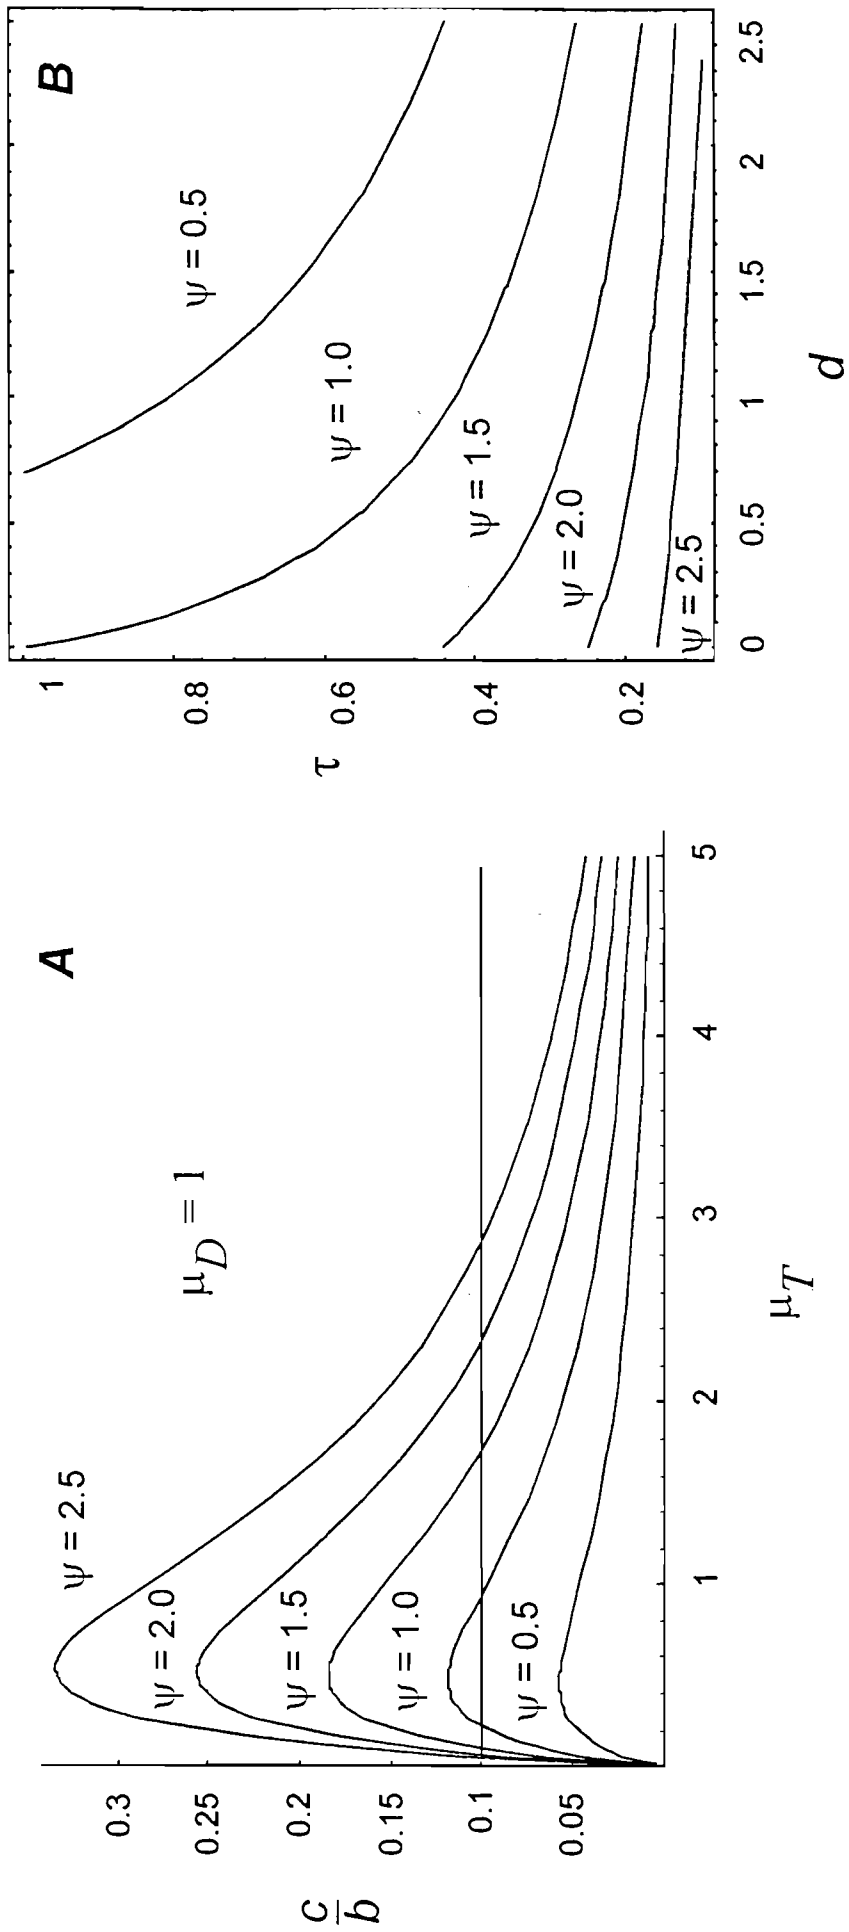 A
μD = 1
ψ = 2.5
ψ = 2.0
ψ = 1.5
ψ = 1.0
ψ = 0.5
c/b
0.3
0.25
0.2
0.15
0.1
0.05
1 2 3 4 5
μT
B
ψ = 0.5
ψ = 1.0
ψ = 1.5
ψ = 2.0
ψ = 2.5
τ
1
0.8
0.6
0.4
0.2
0 0.5 1 1.5 2 2.5
d